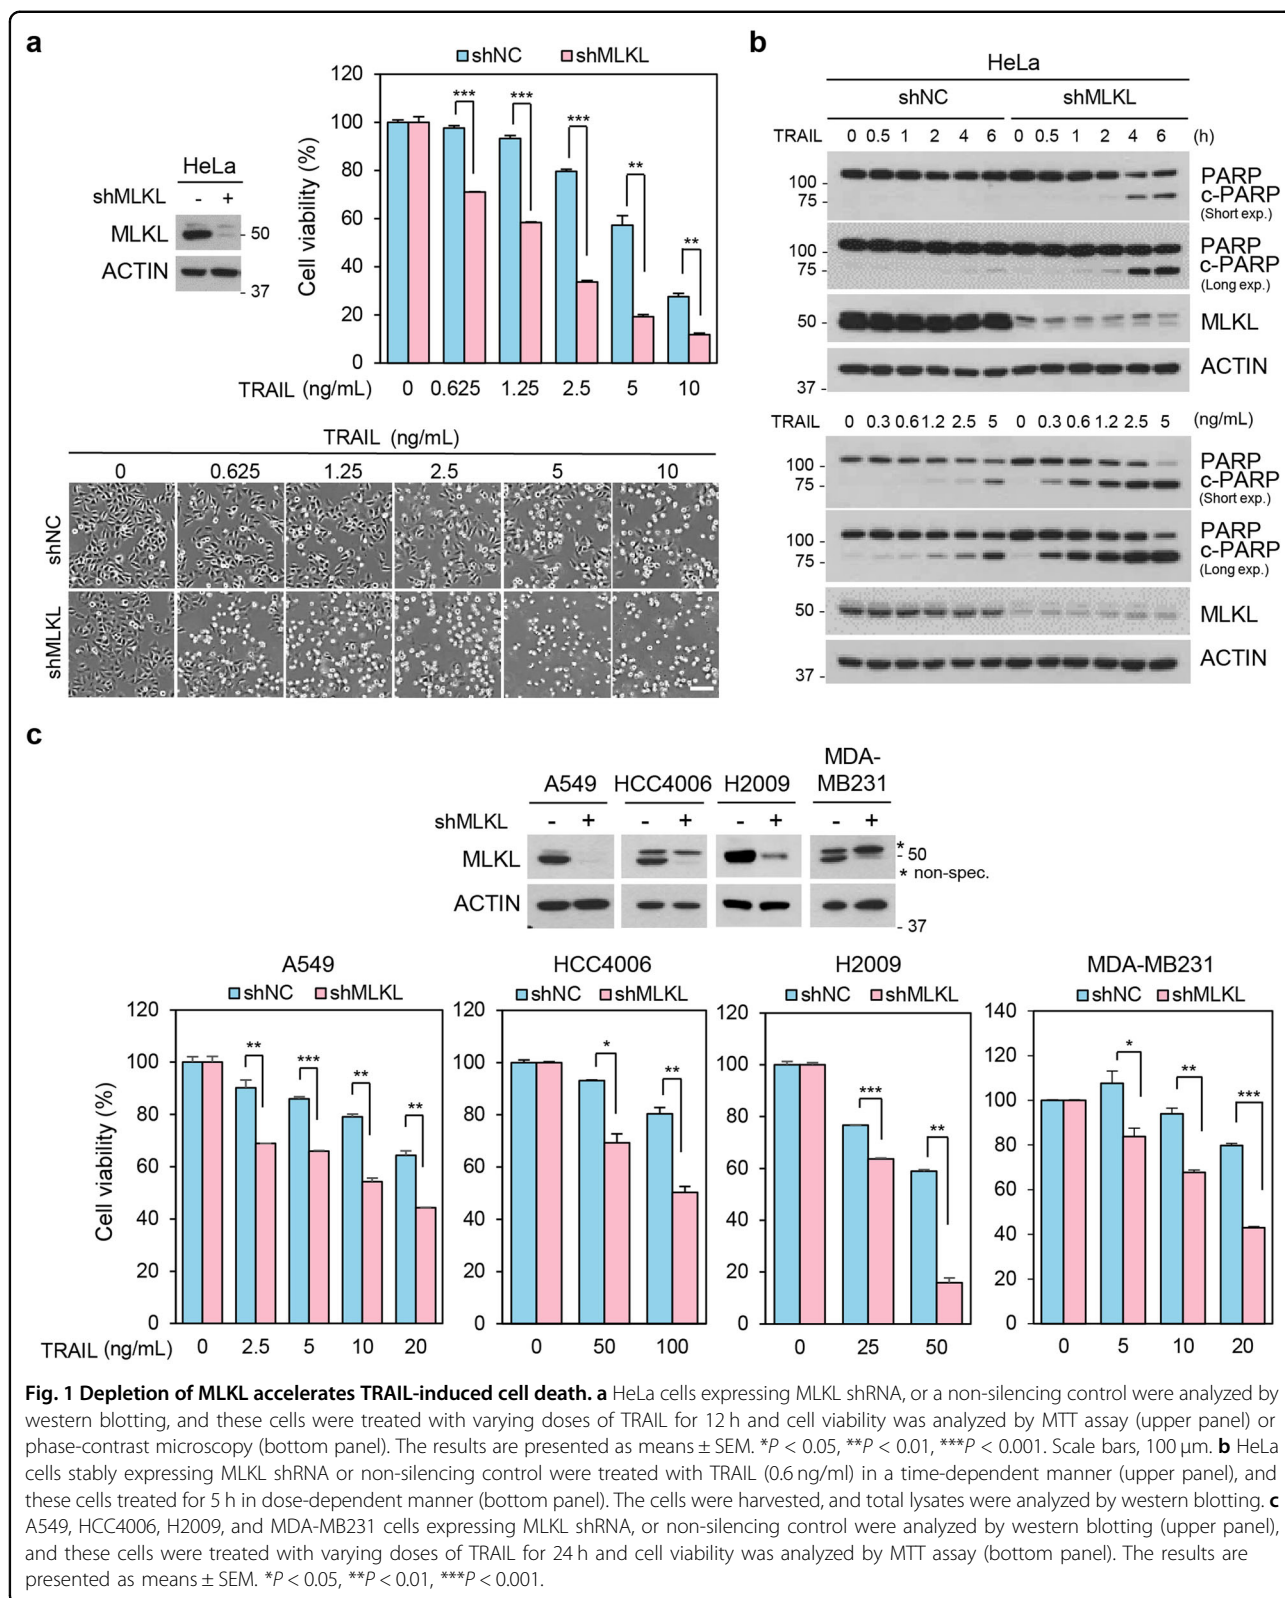 a
shNC shMLKL
120
100
80
60
40
20
0
Cell viability (%)
*** *** *** ** **
TRAIL (ng/mL) 0 0.625 1.25 2.5 5 10
HeLa
shMLKL - +
MLKL - 50
ACTIN
- 37
TRAIL (ng/mL)
0 0.625 1.25 2.5 5 10
shNC
shMLKL
b
HeLa
shNC shMLKL
TRAIL 0 0.5 1 2 4 6 0 0.5 1 2 4 6 (h)
100 - PARP
75 - c-PARP
(Short exp.)
100 - PARP
75 - c-PARP
(Long exp.)
50 - MLKL
ACTIN
37 -
TRAIL 0 0.3 0.6 1.2 2.5 5 0 0.3 0.6 1.2 2.5 5 (ng/mL)
100 - PARP
75 - c-PARP
(Short exp.)
100 - PARP
75 - c-PARP
(Long exp.)
50 - MLKL
ACTIN
37 -
c
A549 HCC4006 H2009 MDA-
MB231
shMLKL - + - + - + - +
MLKL *
- 50
* non-spec.
ACTIN
- 37
A549
shNC shMLKL
120
100
80
60
40
20
0
Cell viability (%)
** *** ** **
TRAIL (ng/mL) 0 2.5 5 10 20
HCC4006
shNC shMLKL
120
100
80
60
40
20
0
* **
0 50 100
H2009
shNC shMLKL
120
100
80
60
40
20
0
*** **
0 25 50
MDA-MB231
shNC shMLKL
140
120
100
80
60
40
20
0
* ** ***
0 5 10 20
Fig. 1 Depletion of MLKL accelerates TRAIL-induced cell death. a HeLa cells expressing MLKL shRNA, or a non-silencing control were analyzed by
western blotting, and these cells were treated with varying doses of TRAIL for 12 h and cell viability was analyzed by MTT assay (upper panel) or
phase-contrast microscopy (bottom panel). The results are presented as means ± SEM. *P < 0.05, **P < 0.01, ***P < 0.001. Scale bars, 100 µm. b HeLa
cells stably expressing MLKL shRNA or non-silencing control were treated with TRAIL (0.6 ng/ml) in a time-dependent manner (upper panel), and
these cells treated for 5 h in dose-dependent manner (bottom panel). The cells were harvested, and total lysates were analyzed by western blotting. c
A549, HCC4006, H2009, and MDA-MB231 cells expressing MLKL shRNA, or non-silencing control were analyzed by western blotting (upper panel),
and these cells were treated with varying doses of TRAIL for 24 h and cell viability was analyzed by MTT assay (bottom panel). The results are
presented as means ± SEM. *P < 0.05, **P < 0.01, ***P < 0.001.